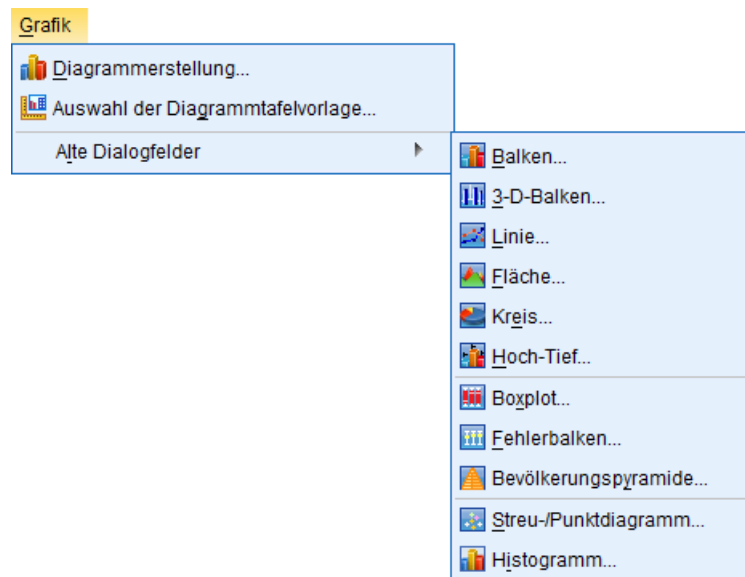 Grafik
Diagrammerstellung...
Auswahl der Diagrammtafelvorlage...
Alte Dialogfelder
Balken...
3-D-Balken...
Linie...
Fläche...
Kreis...
Hoch-Tief...
Boxplot...
Fehlerbalken...
Bevölkerungspyramide...
Streu-/Punktdiagramm...
Histogramm...